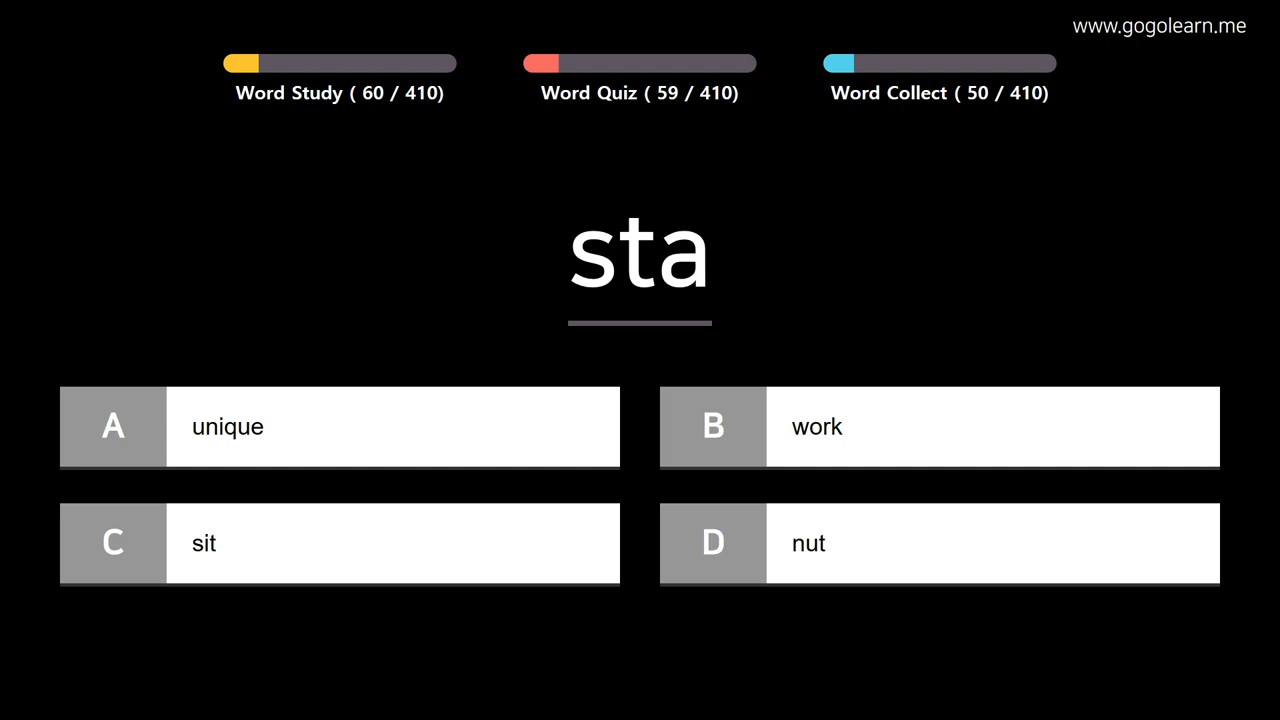 www.gogolearn.me
Word Study ( 60 / 410)
Word Quiz ( 59 / 410)
Word Collect ( 50 / 410)
sta
A unique
B work
C sit
D nut